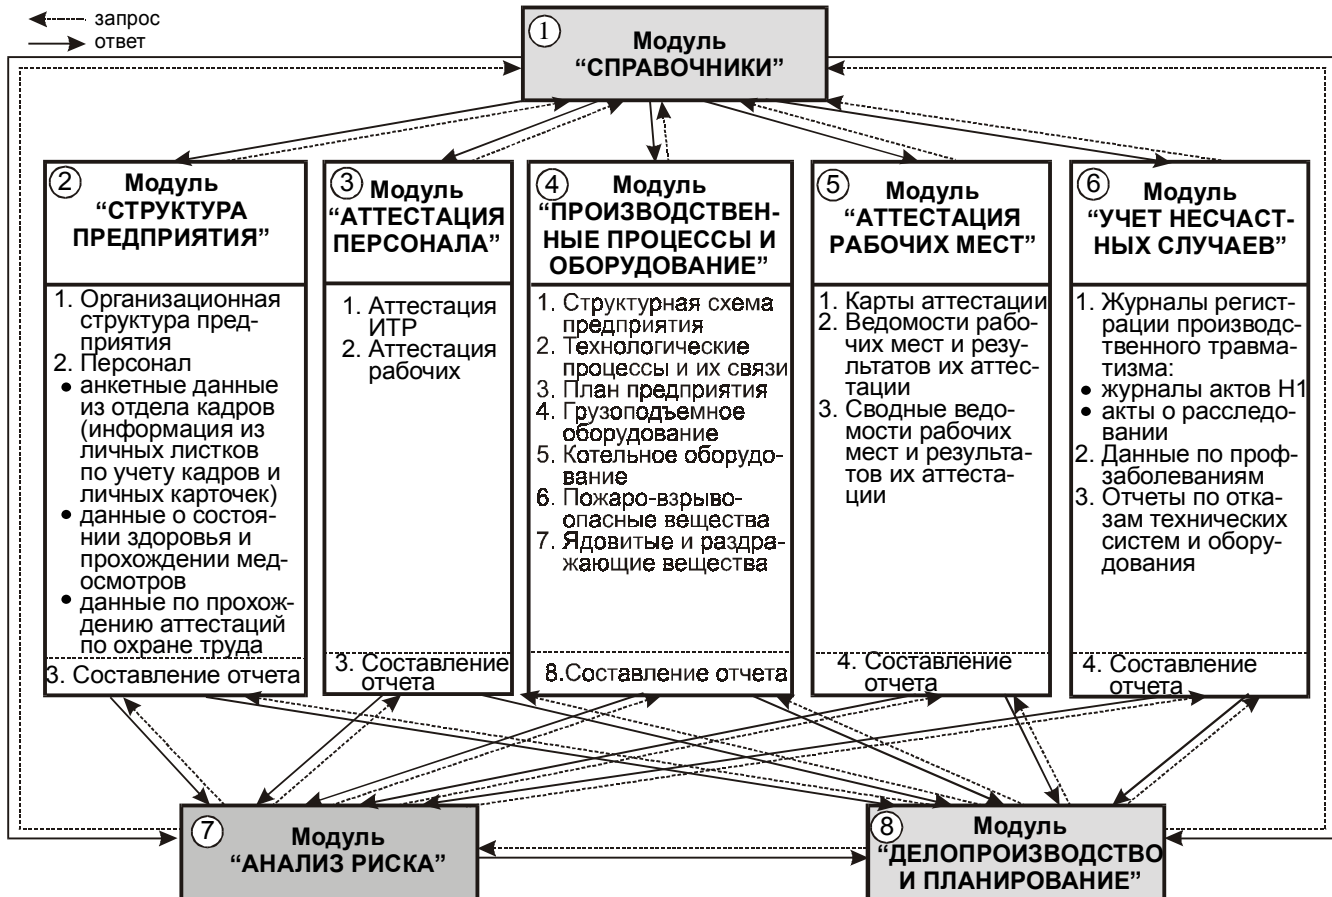 запрос
ответ
1
Модуль
“СПРАВОЧНИКИ”
2
Модуль
“СТРУКТУРА
ПРЕДПРИЯТИЯ”
1. Организационная
структура пред-
приятия
2. Персонал
• анкетные данные
из отдела кадров
(информация из
личных листков
по учету кадров и
личных карточек)
• данные о состоя-
нии здоровья и
прохождении мед-
осмотров
• данные по прохож-
дению аттестаций
по охране труда
3. Составление отчета
3
Модуль
“АТТЕСТАЦИЯ
ПЕРСОНАЛА”
1. Аттестация
ИТР
2. Аттестация
рабочих
3. Составление
отчета
4
Модуль
“ПРОИЗВОДСТВЕН-
НЫЕ ПРОЦЕССЫ И
ОБОРУДОВАНИЕ”
1. Структурная схема
предприятия
2. Технологические
процессы и их связи
3. План предприятия
4. Грузоподъемное
оборудование
5. Котельное оборудо-
вание
6. Пожаро-взрыво-
опасные вещества
7. Ядовитые и раздра-
жающие вещества
8.Составление отчета
5
Модуль
“АТТЕСТАЦИЯ
РАБОЧИХ МЕСТ”
1. Карты аттестации
2. Ведомости рабо-
чих мест и резу-
льтатов их аттес-
тации
3. Сводные ведо-
мости рабочих
мест и результа-
тов их аттеста-
ции
4. Составление
отчета
6
Модуль
“УЧЕТ НЕСЧАСТ-
НЫХ СЛУЧАЕВ”
1. Журналы регист-
рации производс-
твенного травма-
тизма:
• журналы актов Н1
• акты о расследо-
вании
2. Данные по проф-
заболеваниям
3. Отчеты по отка-
зам технических
систем и обору-
дования
4. Составление
отчета
7
Модуль
“АНАЛИЗ РИСКА”
8
Модуль
“ДЕЛОПРОИЗВОДСТВО
И ПЛАНИРОВАНИЕ”